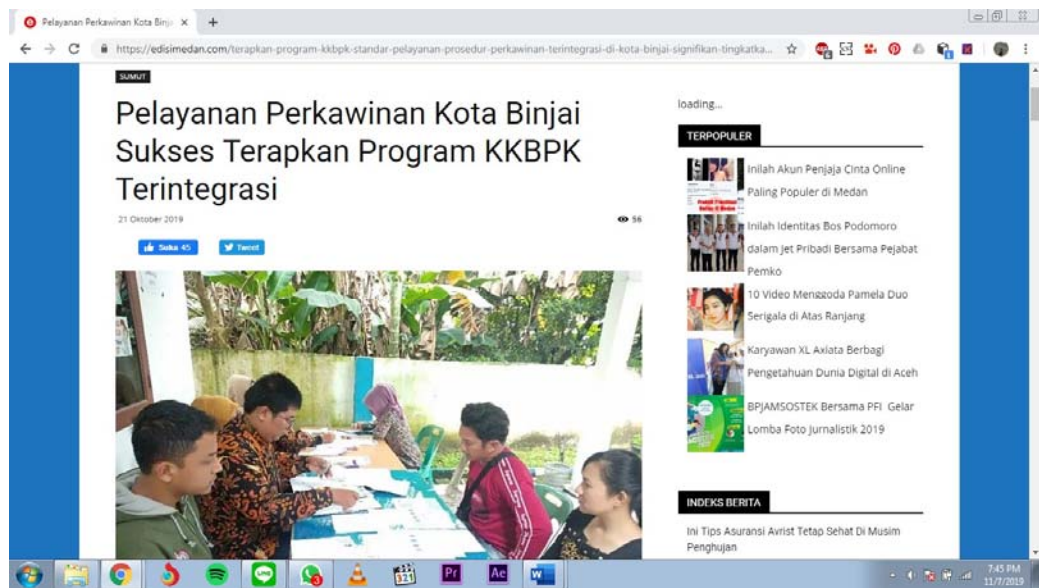 Pelayanan Perkawinan Kota Binja
https://edisimedan.com/terapkan-program-kkbpk-standar-pelayanan-prosedur-perkawinan-terintegrasi-di-kota-binjai-signifikan-tingkatka...
SUMUT
Pelayanan Perkawinan Kota Binjai
Sukses Terapkan Program KKBPK
Terintegrasi
21 Oktober 2019
56
Suka 45
Tweet
loading...
TERPOPULER
Inilah Akun Penjaja Cinta Online
Paling Populer di Medan
Inilah Identitas Bos Podomoro
dalam Jet Pribadi Bersama Pejabat
Pemko
10 Video Menggoda Pamela Duo
Serigala di Atas Ranjang
Karyawan XL Axiata Berbagi
Pengetahuan Dunia Digital di Aceh
BPJAMSOSTEK Bersama PFI Gelar
Lomba Foto Jurnalistik 2019
INDEKS BERITA
Ini Tips Asuransi Avrist Tetap Sehat Di Musim
Penghujan
321
Pr
Ae
7:45 PM
11/7/2019